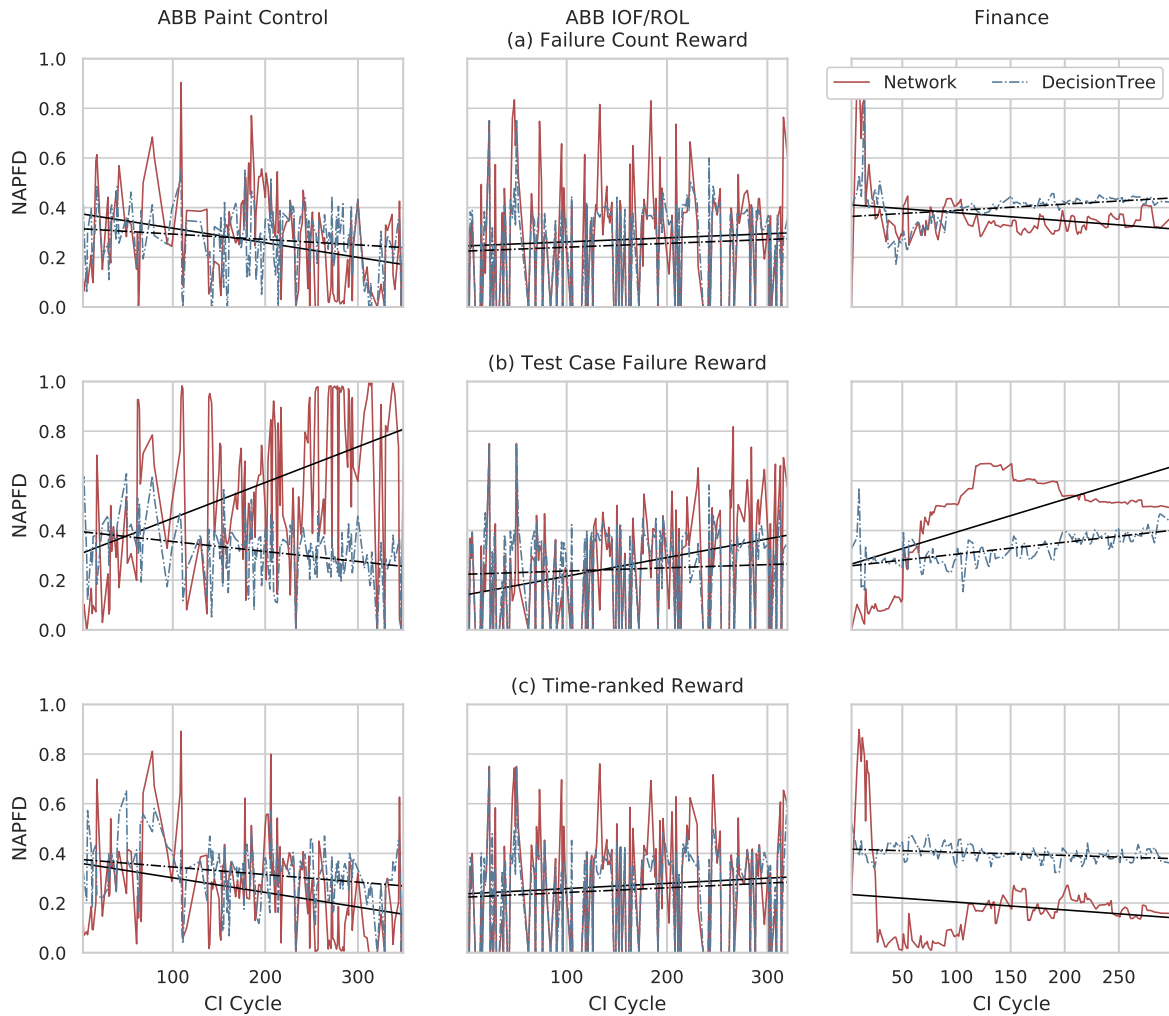 ABB Paint Control
ABB IOF/ROL
Finance
(a) Failure Count Reward
1.0
0.8
0.6
0.4
0.2
0.0
NAPFD
Network
DecisionTree
(b) Test Case Failure Reward
1.0
0.8
0.6
0.4
0.2
0.0
NAPFD
(c) Time-ranked Reward
1.0
0.8
0.6
0.4
0.2
0.0
NAPFD
100 200 300
100 200 300
50 100 150 200 250
CI Cycle
CI Cycle
CI Cycle